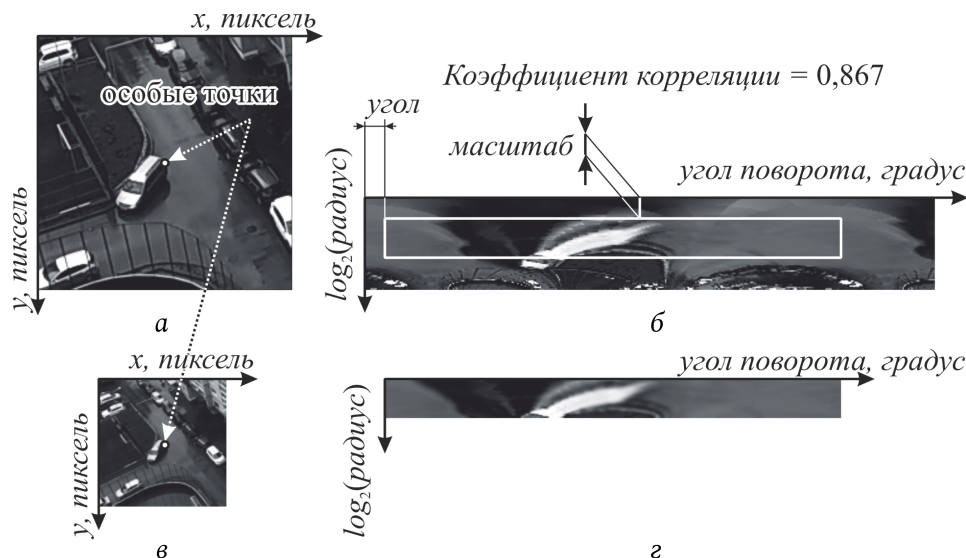 x, пиксель
особые точки
y, пиксель
а
Коэффициент корреляции = 0,867
угол
масштаб
угол поворота, градус
log₂(радиус)
б
x, пиксель
y, пиксель
в
угол поворота, градус
log₂(радиус)
г